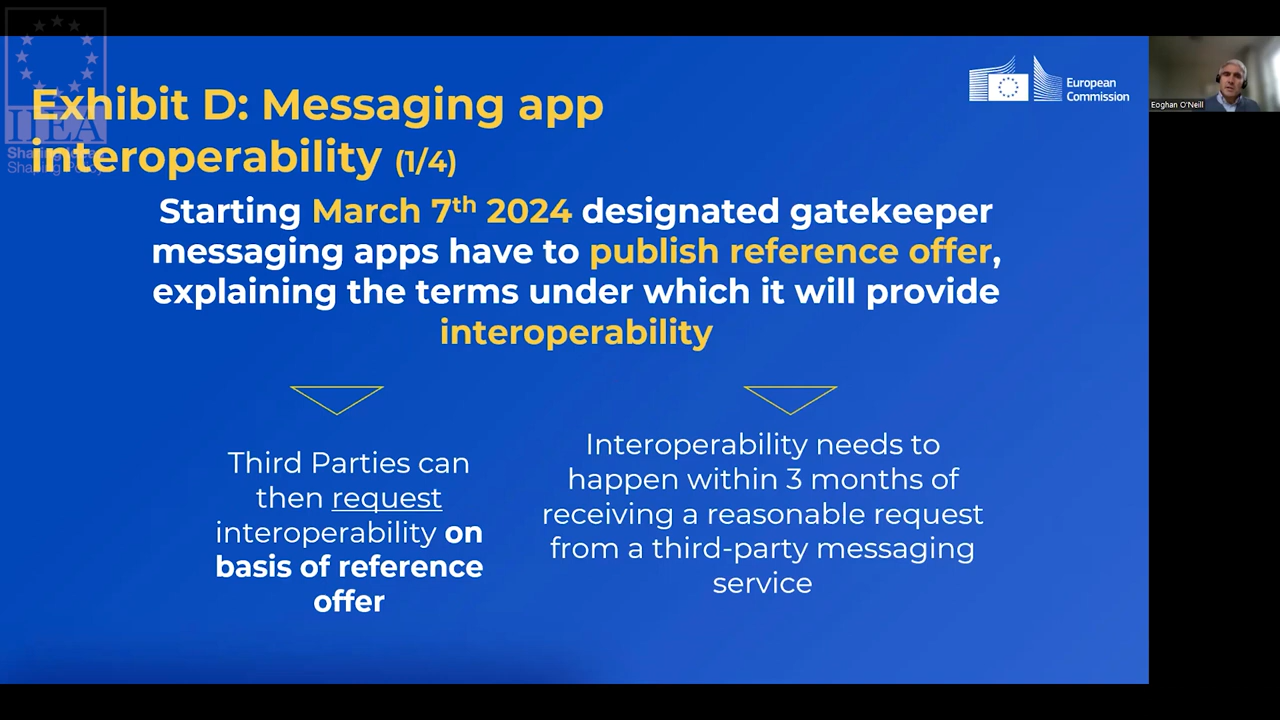 Exhibit D: Messaging app
interoperability (1/4)
IIEA
European
Commission
Eoghan O'Neill
Starting March 7th 2024 designated gatekeeper
messaging apps have to publish reference offer,
explaining the terms under which it will provide
interoperability
Third Parties can
then request
interoperability on
basis of reference
offer
Interoperability needs to
happen within 3 months of
receiving a reasonable request
from a third-party messaging
service